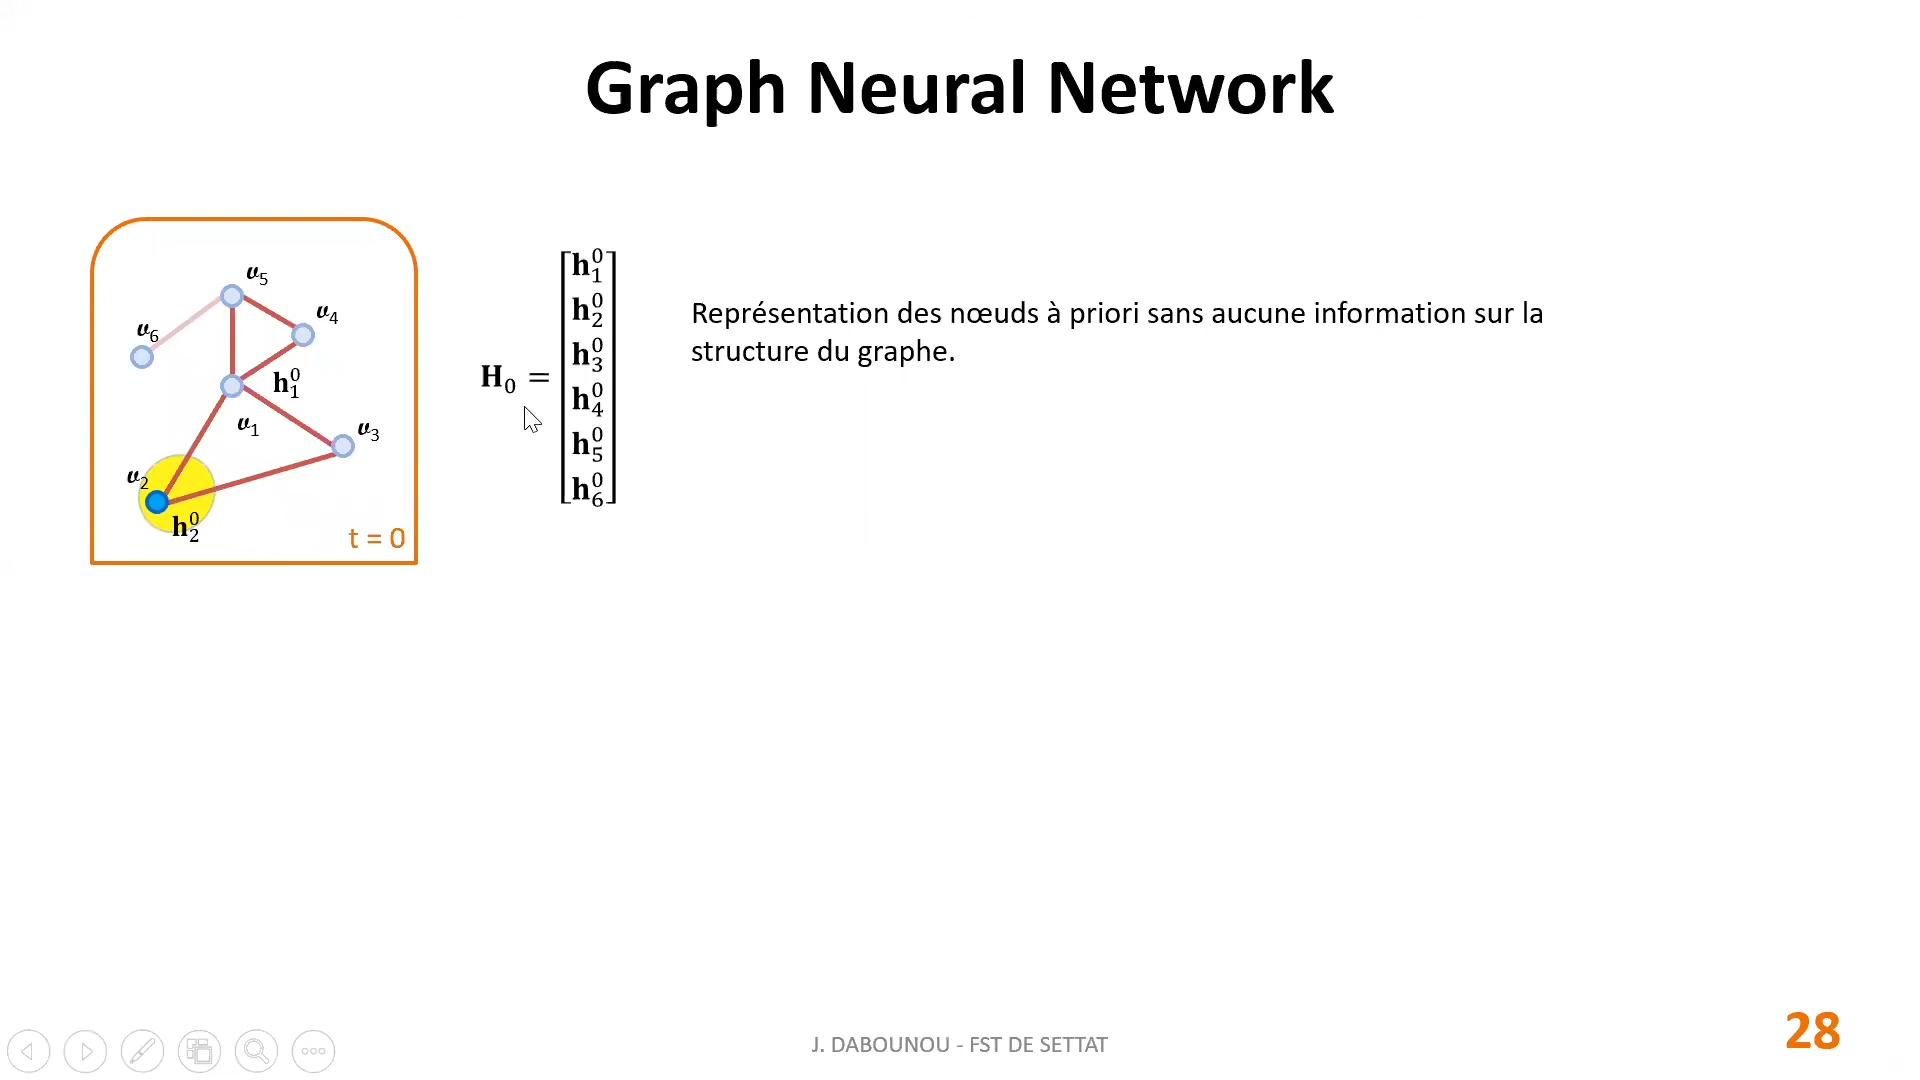 Graph Neural Network
𝒗₅
𝒗₄
𝒗₆
h₁⁰
𝒗₁
𝒗₃
𝒗₂
h₂⁰
t = 0
H₀ =
h₁⁰
h₂⁰
h₃⁰
h₄⁰
h₅⁰
h₆⁰
Représentation des nœuds à priori sans aucune information sur la
structure du graphe.
J. DABOUNOU - FST DE SETTAT
28